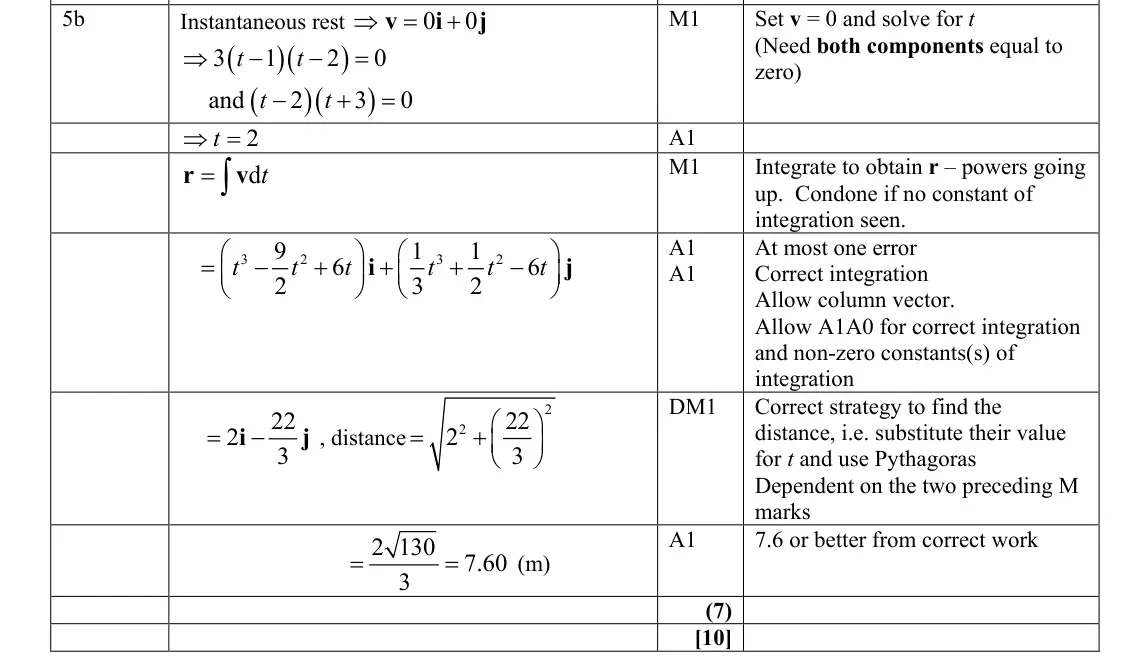 5b
Instantaneous rest ⇒ v = 0i + 0j
M1
Set v = 0 and solve for t
(Need both components equal to
zero)
⇒ 3(t − 1)(t − 2) = 0
and (t − 2)(t + 3) = 0
⇒ t = 2
A1
r = ∫ v dt
M1
Integrate to obtain r – powers going
up. Condone if no constant of
integration seen.
= (t³ − 9/2 t² + 6t) i + (1/3 t³ + 1/2 t² − 6t) j
A1
A1
At most one error
Correct integration
Allow column vector.
Allow A1A0 for correct integration
and non-zero constants(s) of
integration
= 2i − 22/3 j , distance = √(2² + (22/3)²)
DM1
Correct strategy to find the
distance, i.e. substitute their value
for t and use Pythagoras
Dependent on the two preceding M
marks
= 2√130/3 = 7.60 (m)
A1
7.6 or better from correct work
(7)
[10]